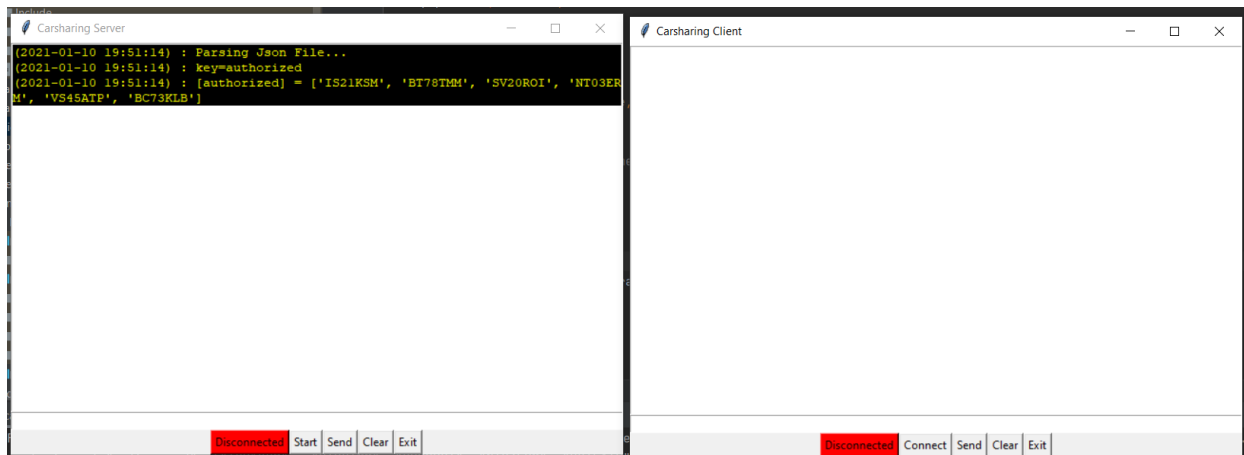 Include
Carsharing Server
(2021-01-10 19:51:14) : Parsing Json File...
(2021-01-10 19:51:14) : key=authorized
(2021-01-10 19:51:14) : [authorized] = ['IS21KSM', 'BT78TMM', 'SV20ROI', 'NT03ER
M', 'VS45ATP', 'BC73KLB']
Disconnected Start Send Clear Exit
Carsharing Client
Disconnected Connect Send Clear Exit